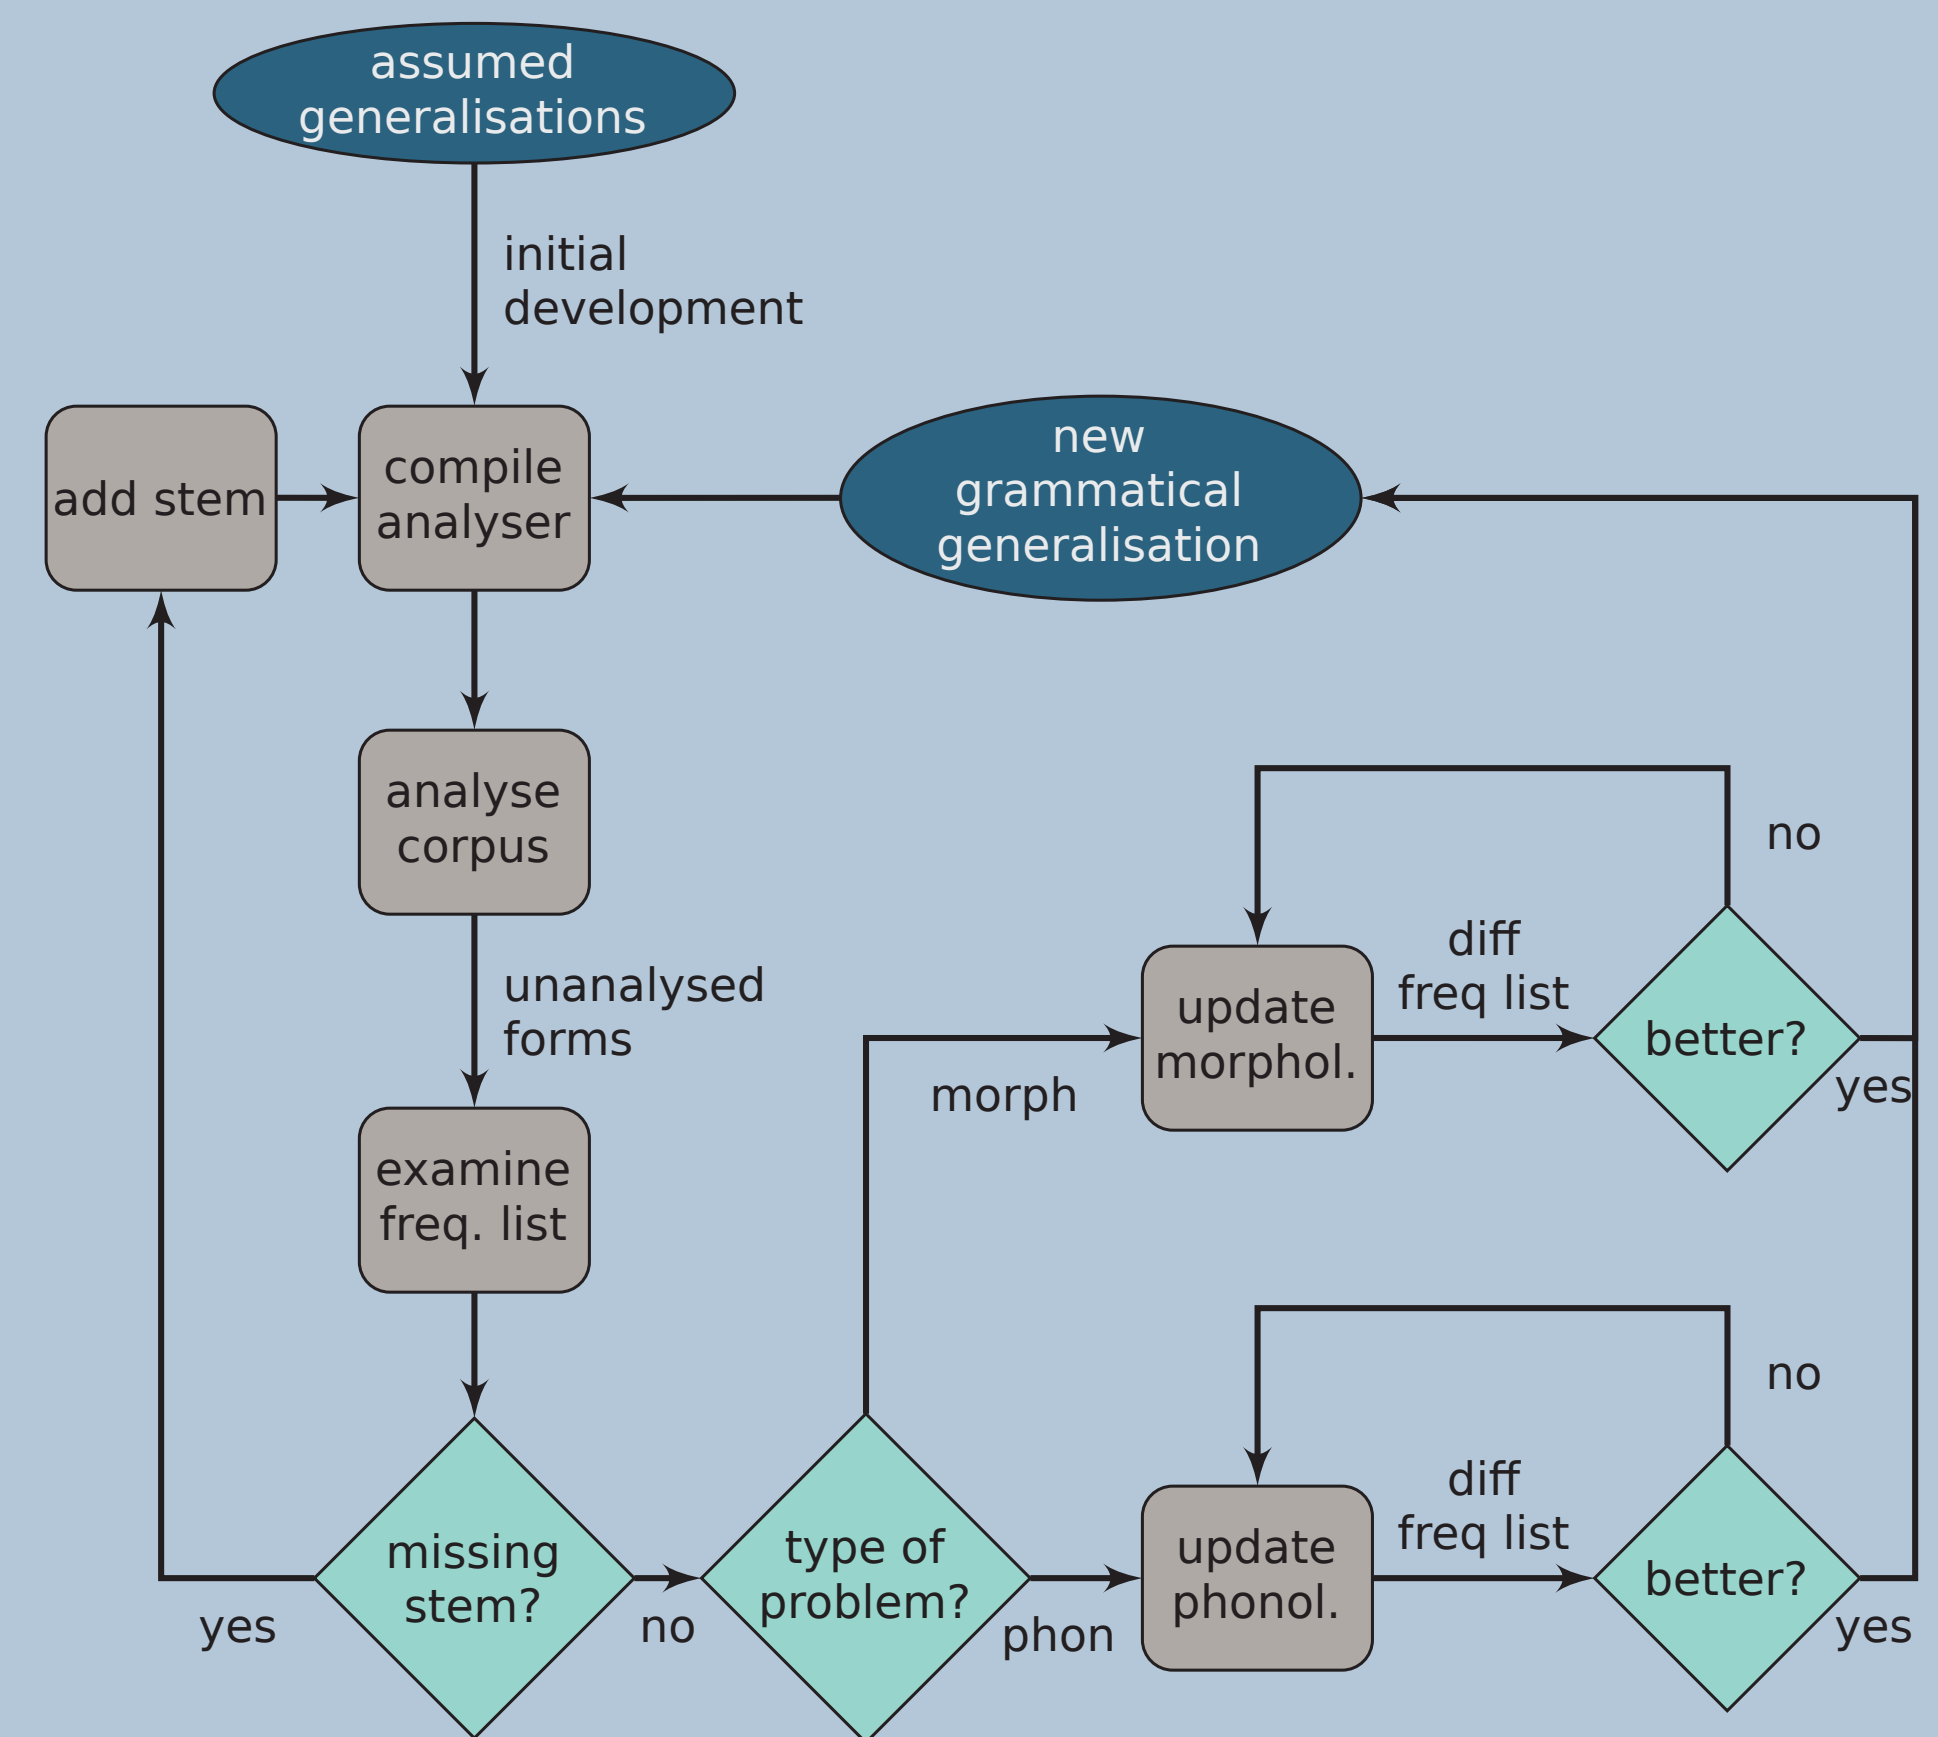 assumed
generalisations
initial
development
add stem
compile
analyser
new
grammatical
generalisation
analyse
corpus
no
unanalysed
forms
diff
freq list
update
morphol.
better?
morph
yes
examine
freq. list
no
diff
freq list
missing
stem?
type of
problem?
update
phonol.
better?
yes
no
phon
yes